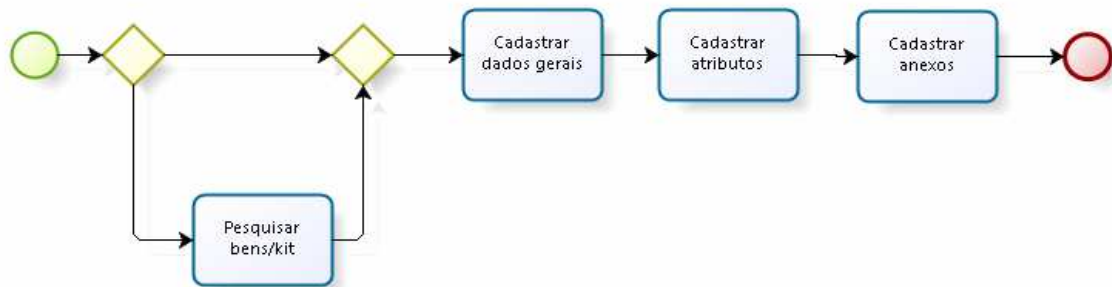 Cadastrar
dados gerais
Cadastrar
atributos
Cadastrar
anexos
Pesquisar
bens/kit